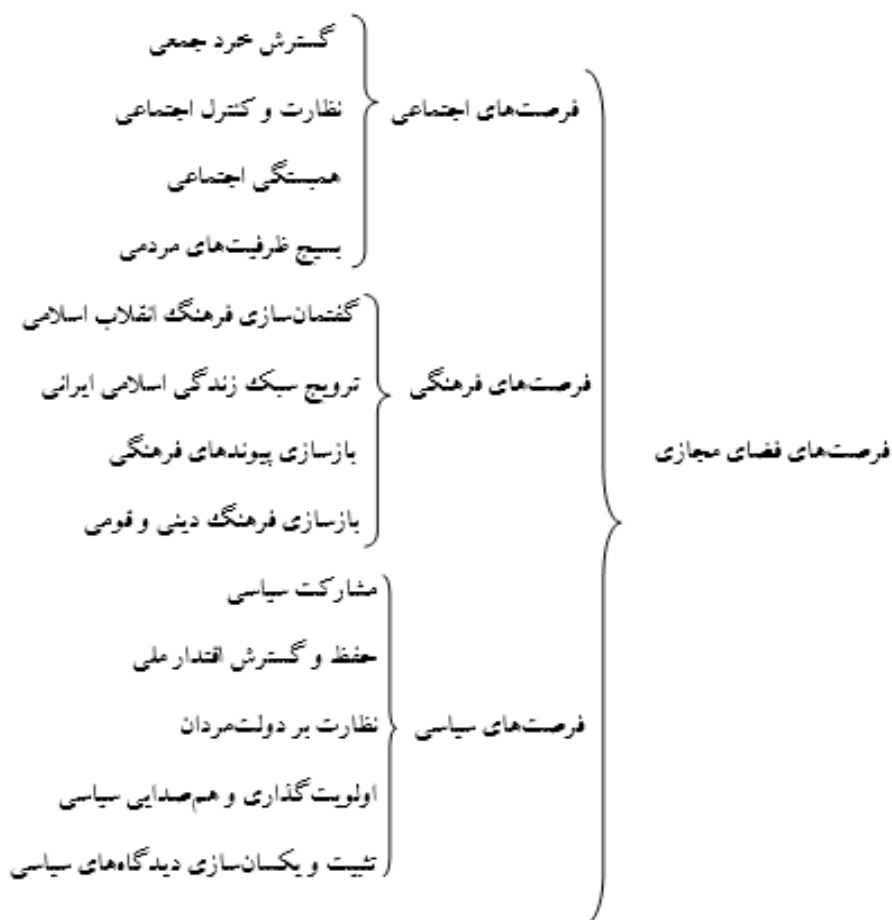 فرصت‌های فضای مجازی
فرصت‌های اجتماعی
گسترش خرد جمعی
نظارت و کنترل اجتماعی
همبستگی اجتماعی
بسیج ظرفیت‌های مردمی
فرصت‌های فرهنگی
گفتمان‌سازی فرهنگ انقلاب اسلامی
ترویج سبک زندگی اسلامی ایرانی
بازسازی پیوندهای فرهنگی
بازسازی فرهنگ دینی و قومی
فرصت‌های سیاسی
مشارکت سیاسی
حفظ و گسترش اقتدار ملی
نظارت بر دولت‌مردان
اولویت‌گذاری و هم‌صدایی سیاسی
تثبیت و یکسان‌سازی دیدگاه‌های سیاسی